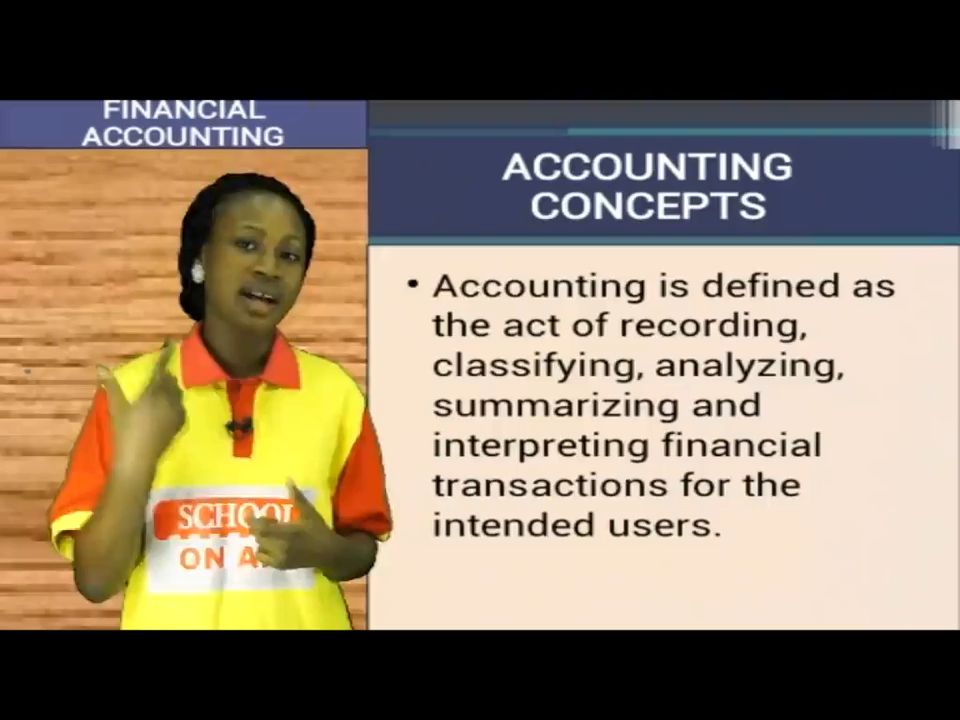 FINANCIAL
ACCOUNTING
ACCOUNTING
CONCEPTS
• Accounting is defined as
the act of recording,
classifying, analyzing,
summarizing and
interpreting financial
transactions for the
intended users.
SCHOOL
ON